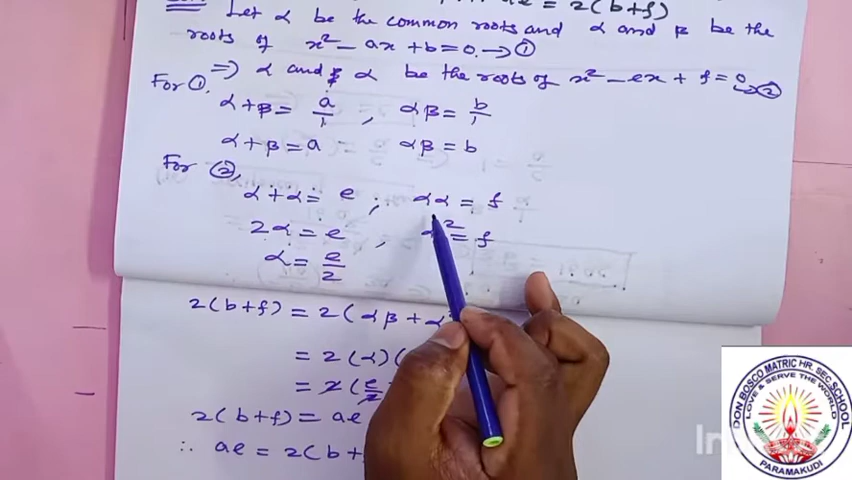 ae = 2(b+f)
Let α be the common roots and α and β be the
roots of x² - ax + b = 0 → ①
⇒ α and α be the roots of x² - ex + f = 0 → ②
For ①,
α + β = a/1 , αβ = b/1
α + β = a αβ = b
For ②,
α + α = e ; αα = f
2α = e , α² = f
α = e/2
2(b+f) = 2(αβ + α
= 2(α)(
= 2(e/2
2(b+f) = ae
∴ ae = 2(b+
DON BOSCO MATRIC HR. SEC. SCHOOL
LOVE & SERVE THE WORLD
PARAMAKUDI